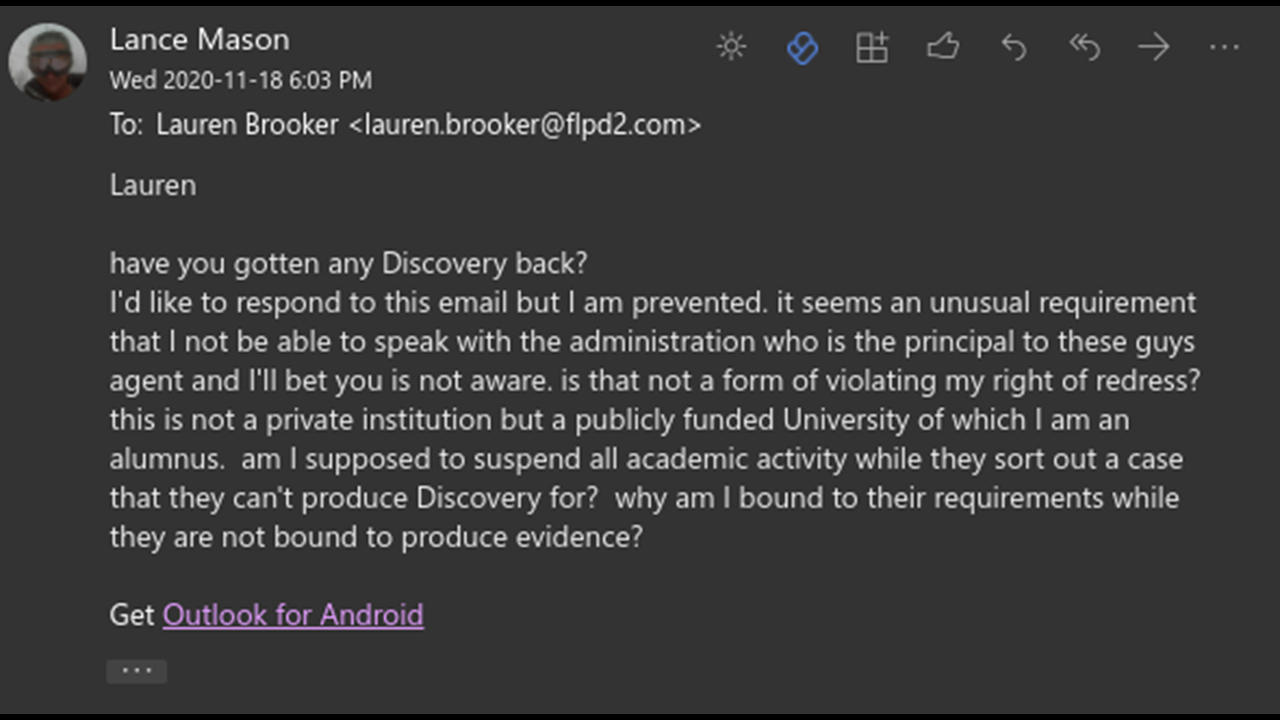 Lance Mason
Wed 2020-11-18 6:03 PM
To: Lauren Brooker <lauren.brooker@flpd2.com>
Lauren
have you gotten any Discovery back?
I'd like to respond to this email but I am prevented. it seems an unusual requirement
that I not be able to speak with the administration who is the principal to these guys
agent and I'll bet you is not aware. is that not a form of violating my right of redress?
this is not a private institution but a publicly funded University of which I am an
alumnus.  am I supposed to suspend all academic activity while they sort out a case
that they can't produce Discovery for?  why am I bound to their requirements while
they are not bound to produce evidence?
Get Outlook for Android